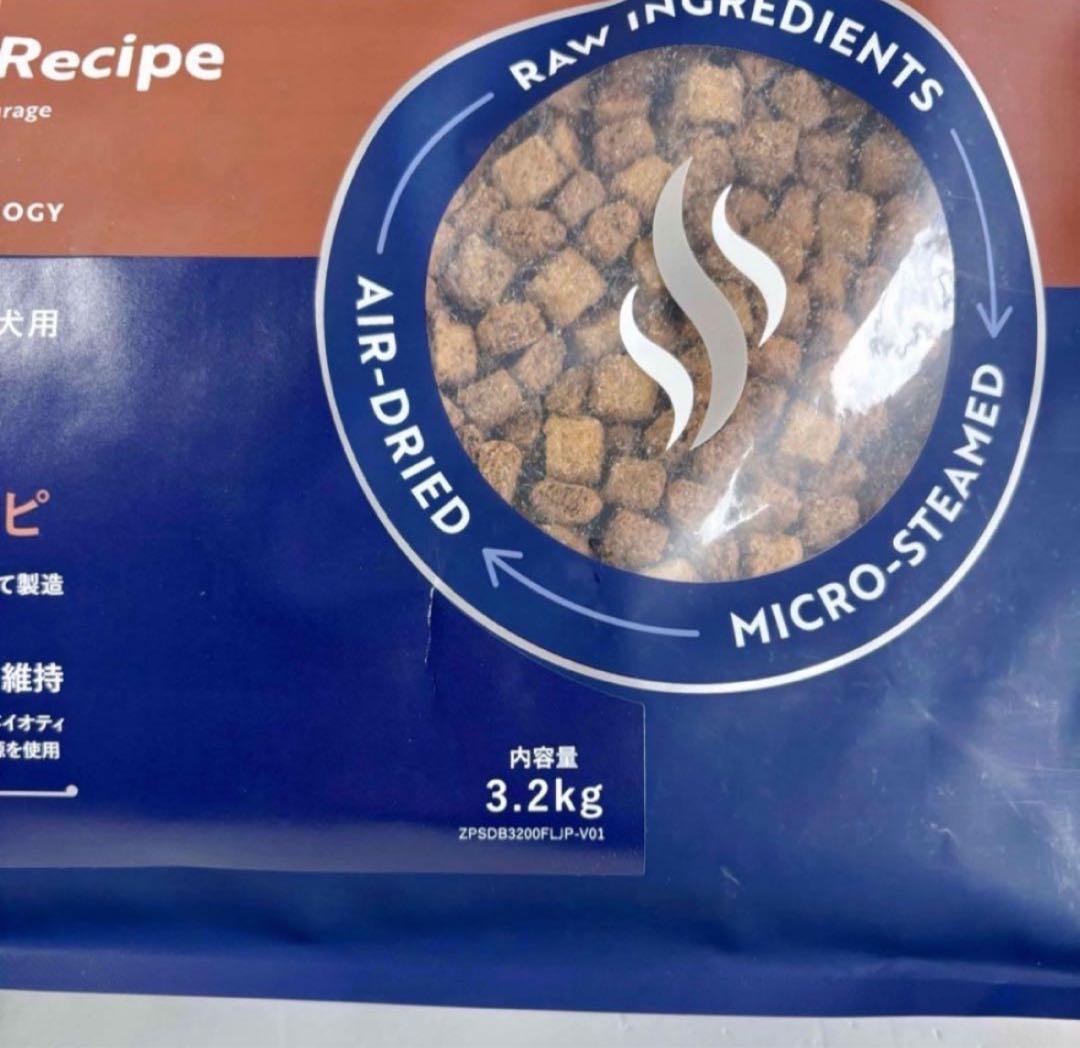 Recipe
rage
OGY
犬用
ピ
て製造
維持
イオティ
源を使用
RAW INGREDIENTS
MICRO-STEAMED
AIR-DRIED
内容量
3.2kg
ZPSDB3200FLJP-V01